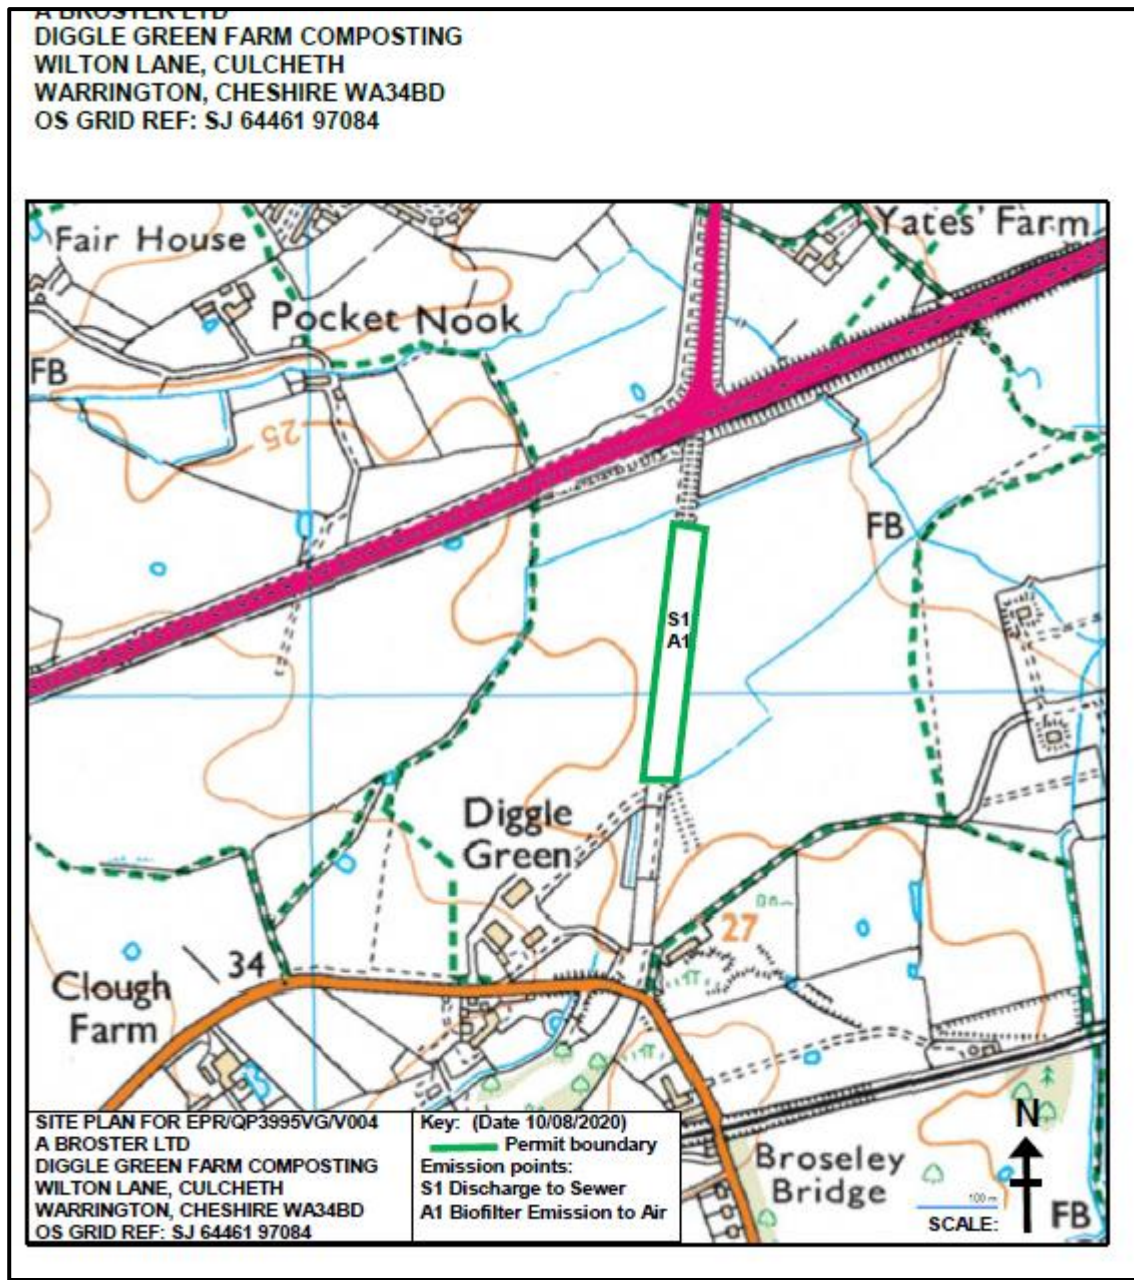 A BROSTER LTD
DIGGLE GREEN FARM COMPOSTING
WILTON LANE, CULCHETH
WARRINGTON, CHESHIRE WA34BD
OS GRID REF: SJ 64461 97084
Fair House
Yates' Farm
Pocket Nook
FB
25
FB
S1
A1
Diggle
Green
27
34
Clough
Farm
SITE PLAN FOR EPR/QP3995VG/V004
A BROSTER LTD
DIGGLE GREEN FARM COMPOSTING
WILTON LANE, CULCHETH
WARRINGTON, CHESHIRE WA34BD
OS GRID REF: SJ 64461 97084
Key: (Date 10/08/2020)
Permit boundary
Emission points:
S1 Discharge to Sewer
A1 Biofilter Emission to Air
Broseley
Bridge
N
100 m
SCALE:
FB